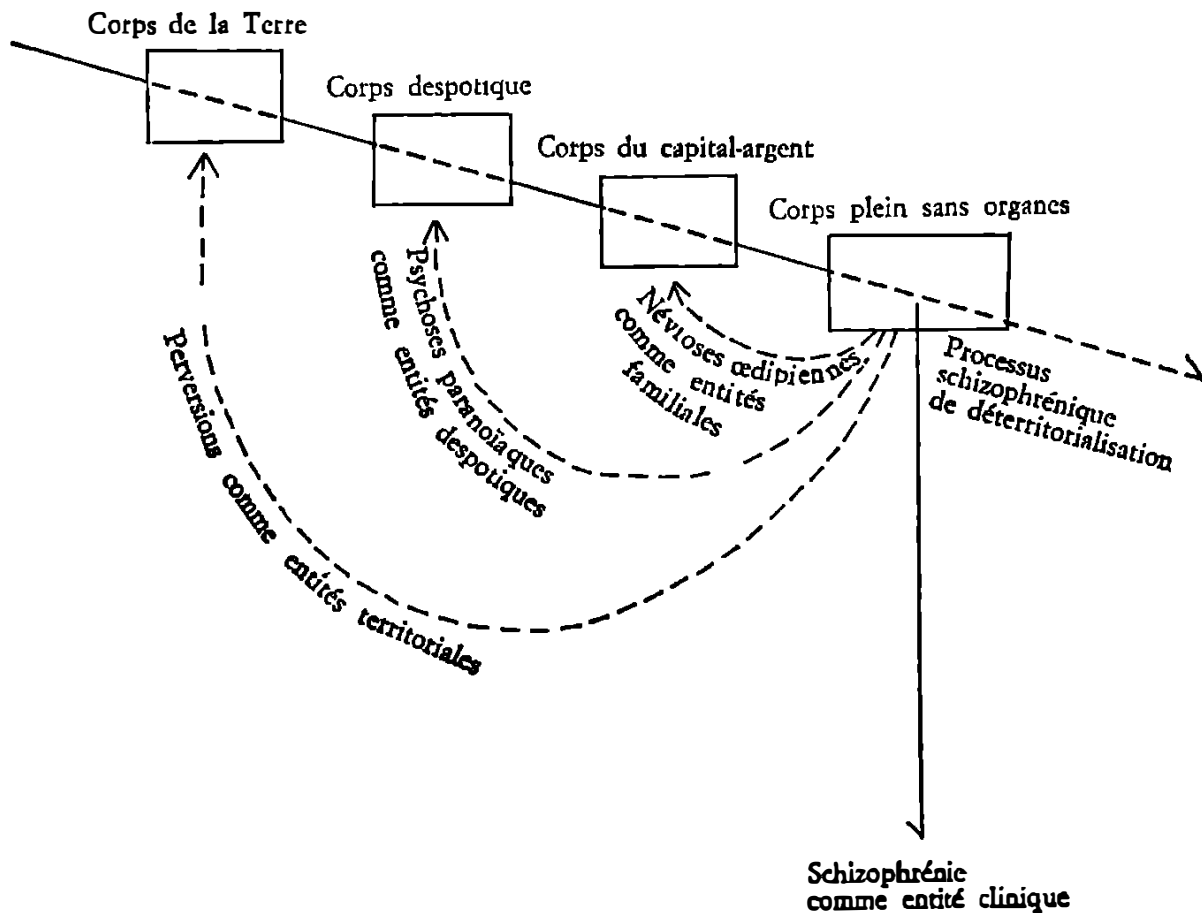 Corps de la Terre
Corps despotique
Corps du capital-argent
Corps plein sans organes
Névroses œdipiennes
comme entités
familiales
Psychoses paranoïaques
comme entités despotiques
Perversions comme entités territoriales
Processus
schizophrénique
de déterritorialisation
Schizophrénie
comme entité clinique